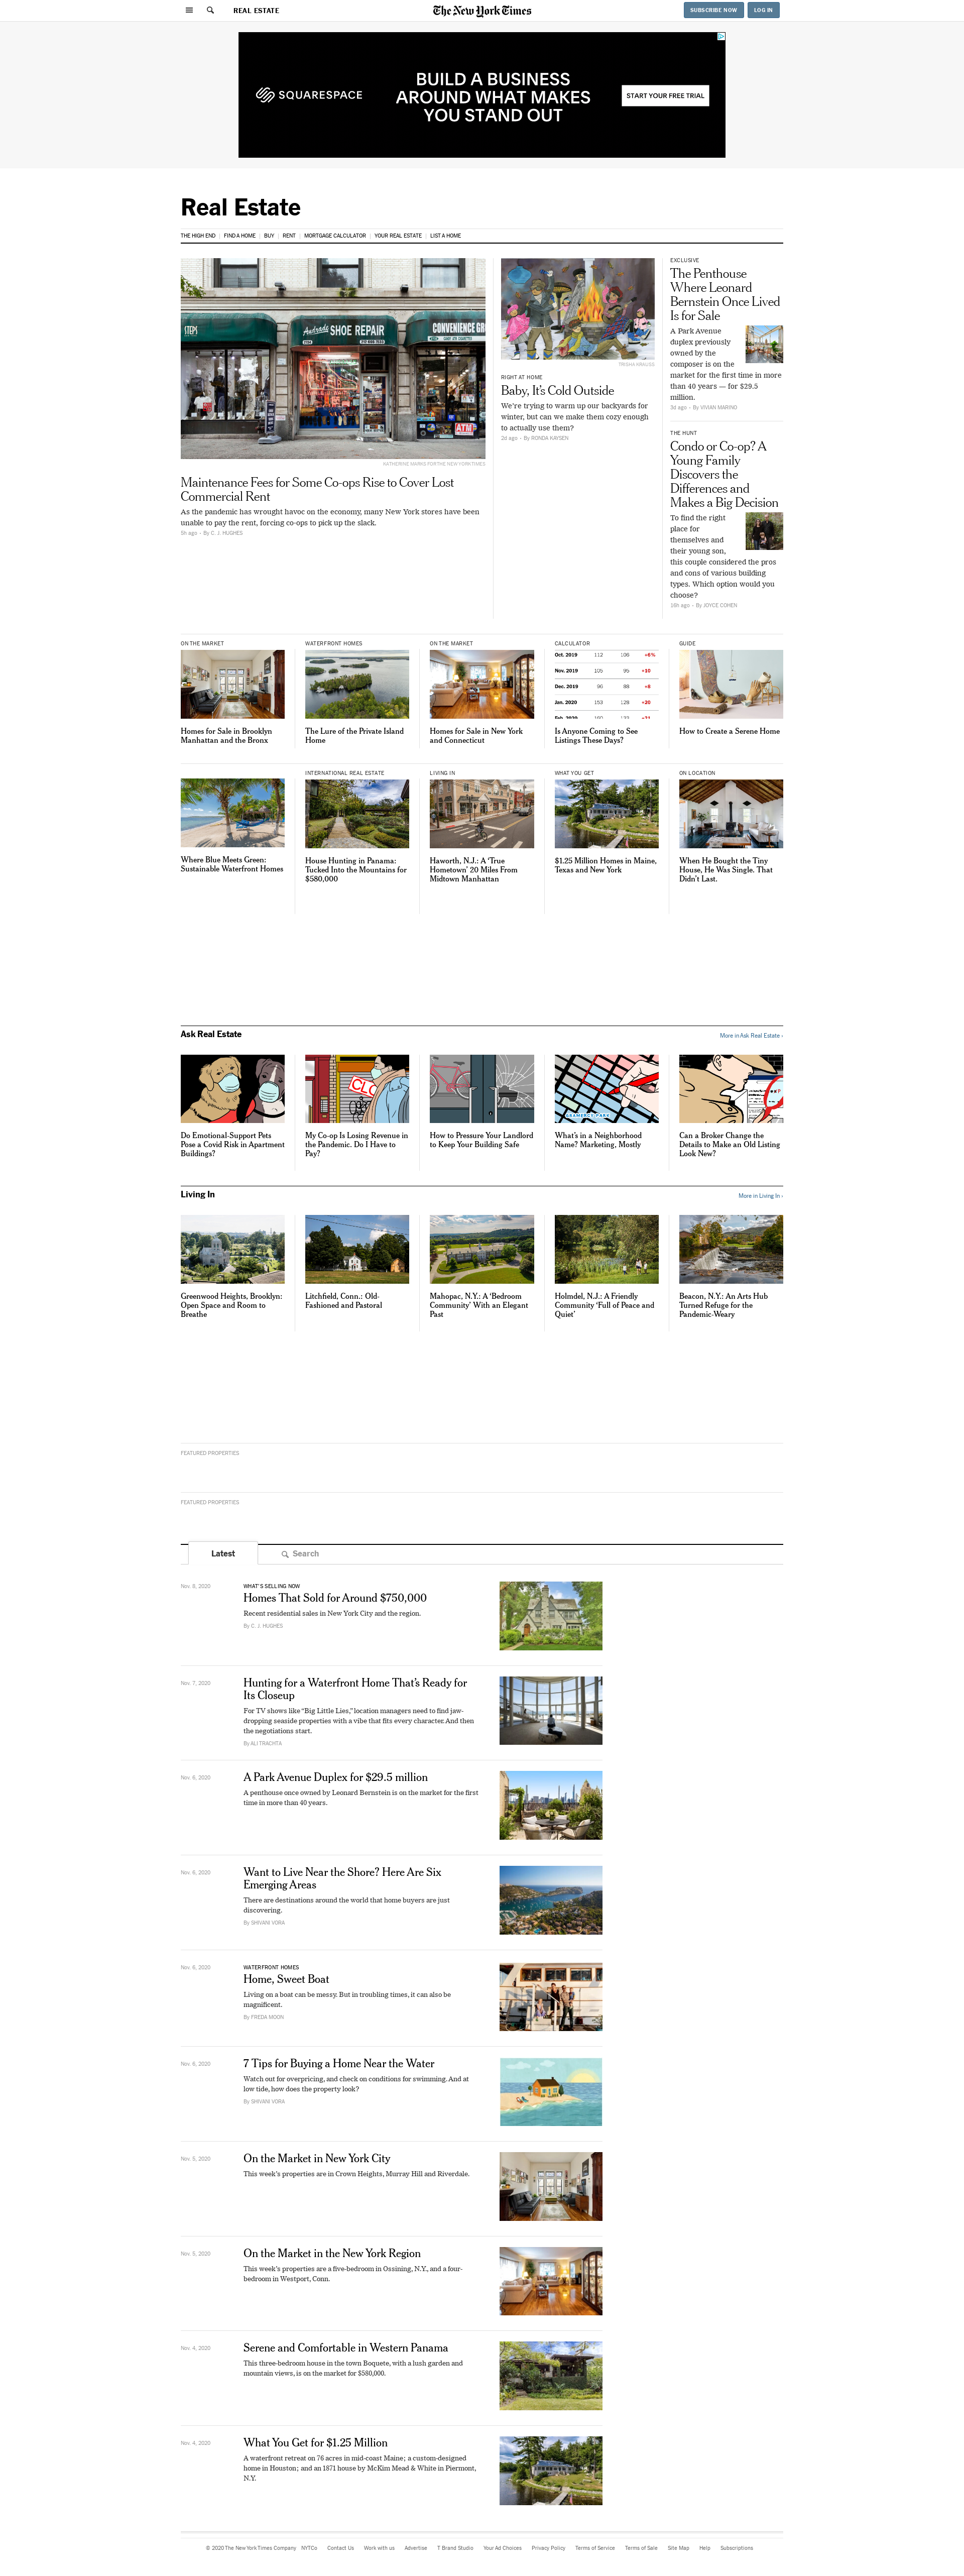 REAL ESTATE
The New York Times
SUBSCRIBE NOW
LOG IN
SQUARESPACE
BUILD A BUSINESS
AROUND WHAT MAKES
YOU STAND OUT
START YOUR FREE TRIAL
Real Estate
THE HIGH END
FIND A HOME
BUY
RENT
MORTGAGE CALCULATOR
YOUR REAL ESTATE
LIST A HOME
STEPS
Andrade
SHOE REPAIR
CONVENIENCE GR
ATM
KATHERINE MARKS FOR THE NEW YORK TIMES
Maintenance Fees for Some Co-ops Rise to Cover Lost
Commercial Rent
As the pandemic has wrought havoc on the economy, many New York stores have been
unable to pay the rent, forcing co-ops to pick up the slack.
5h ago - By C. J. HUGHES
TRISHA KRAUSS
RIGHT AT HOME
Baby, It's Cold Outside
We're trying to warm up our backyards for
winter, but can we make them cozy enough
to actually use them?
2d ago - By RONDA KAYSEN
EXCLUSIVE
The Penthouse
Where Leonard
Bernstein Once Lived
Is for Sale
A Park Avenue
duplex previously
owned by the
composer is on the
market for the first time in more
than 40 years — for $29.5
million.
3d ago - By VIVIAN MARINO
THE HUNT
Condo or Co-op? A
Young Family
Discovers the
Differences and
Makes a Big Decision
To find the right
place for
themselves and
their young son,
this couple considered the pros
and cons of various building
types. Which option would you
choose?
16h ago - By JOYCE COHEN
ON THE MARKET
Homes for Sale in Brooklyn
Manhattan and the Bronx
WATERFRONT HOMES
The Lure of the Private Island
Home
ON THE MARKET
Homes for Sale in New York
and Connecticut
CALCULATOR
Oct. 2019 112 106 +6%
Nov. 2019 105 95 +10
Dec. 2019 96 88 +8
Jan. 2020 153 129 +20
Feb. 2020
Is Anyone Coming to See
Listings These Days?
GUIDE
How to Create a Serene Home
Where Blue Meets Green:
Sustainable Waterfront Homes
INTERNATIONAL REAL ESTATE
House Hunting in Panama:
Tucked Into the Mountains for
$580,000
LIVING IN
Haworth, N.J.: A ‘True
Hometown’ 20 Miles From
Midtown Manhattan
WHAT YOU GET
$1.25 Million Homes in Maine,
Texas and New York
ON LOCATION
When He Bought the Tiny
House, He Was Single. That
Didn’t Last.
Ask Real Estate
More in Ask Real Estate ›
Do Emotional-Support Pets
Pose a Covid Risk in Apartment
Buildings?
CLO
My Co-op Is Losing Revenue in
the Pandemic. Do I Have to
Pay?
How to Pressure Your Landlord
to Keep Your Building Safe
GRAMERCY PARK
What’s in a Neighborhood
Name? Marketing, Mostly
Can a Broker Change the
Details to Make an Old Listing
Look New?
Living In
More in Living In ›
Greenwood Heights, Brooklyn:
Open Space and Room to
Breathe
Litchfield, Conn.: Old-
Fashioned and Pastoral
Mahopac, N.Y.: A ‘Bedroom
Community’ With an Elegant
Past
Holmdel, N.J.: A Friendly
Community ‘Full of Peace and
Quiet’
Beacon, N.Y.: An Arts Hub
Turned Refuge for the
Pandemic-Weary
FEATURED PROPERTIES
FEATURED PROPERTIES
Latest
Search
Nov. 9, 2020
WHAT'S SELLING NOW
Homes That Sold for Around $750,000
Recent residential sales in New York City and the region.
By C. J. HUGHES
Nov. 7, 2020
Hunting for a Waterfront Home That’s Ready for
Its Closeup
For TV shows like “Big Little Lies,” location managers need to find jaw-
dropping seaside properties with a vibe that fits every character. And then
the negotiations start.
By ALI TRACHTA
Nov. 6, 2020
A Park Avenue Duplex for $29.5 million
A penthouse once owned by Leonard Bernstein is on the market for the first
time in more than 40 years.
Nov. 6, 2020
Want to Live Near the Shore? Here Are Six
Emerging Areas
There are destinations around the world that home buyers are just
discovering.
By SHIVANI VORA
Nov. 6, 2020
WATERFRONT HOMES
Home, Sweet Boat
Living on a boat can be messy. But in troubling times, it can also be
magnificent.
By FREDA MOON
Nov. 6, 2020
7 Tips for Buying a Home Near the Water
Watch out for overpricing, and check on conditions for swimming. And at
low tide, how does the property look?
By SHIVANI VORA
Nov. 5, 2020
On the Market in New York City
This week’s properties are in Crown Heights, Murray Hill and Riverdale.
Nov. 5, 2020
On the Market in the New York Region
This week’s properties are a five-bedroom in Ossining, N.Y., and a four-
bedroom in Westport, Conn.
Nov. 4, 2020
Serene and Comfortable in Western Panama
This three-bedroom house in the town Boquete, with a lush garden and
mountain views, is on the market for $580,000.
Nov. 4, 2020
What You Get for $1.25 Million
A waterfront retreat on 76 acres in mid-coast Maine; a custom-designed
home in Houston; and an 1871 house by McKim Mead & White in Piermont,
N.Y.
© 2020 The New York Times Company
NYTCo
Contact Us
Work with us
Advertise
T Brand Studio
Your Ad Choices
Privacy Policy
Terms of Service
Terms of Sale
Site Map
Help
Subscriptions